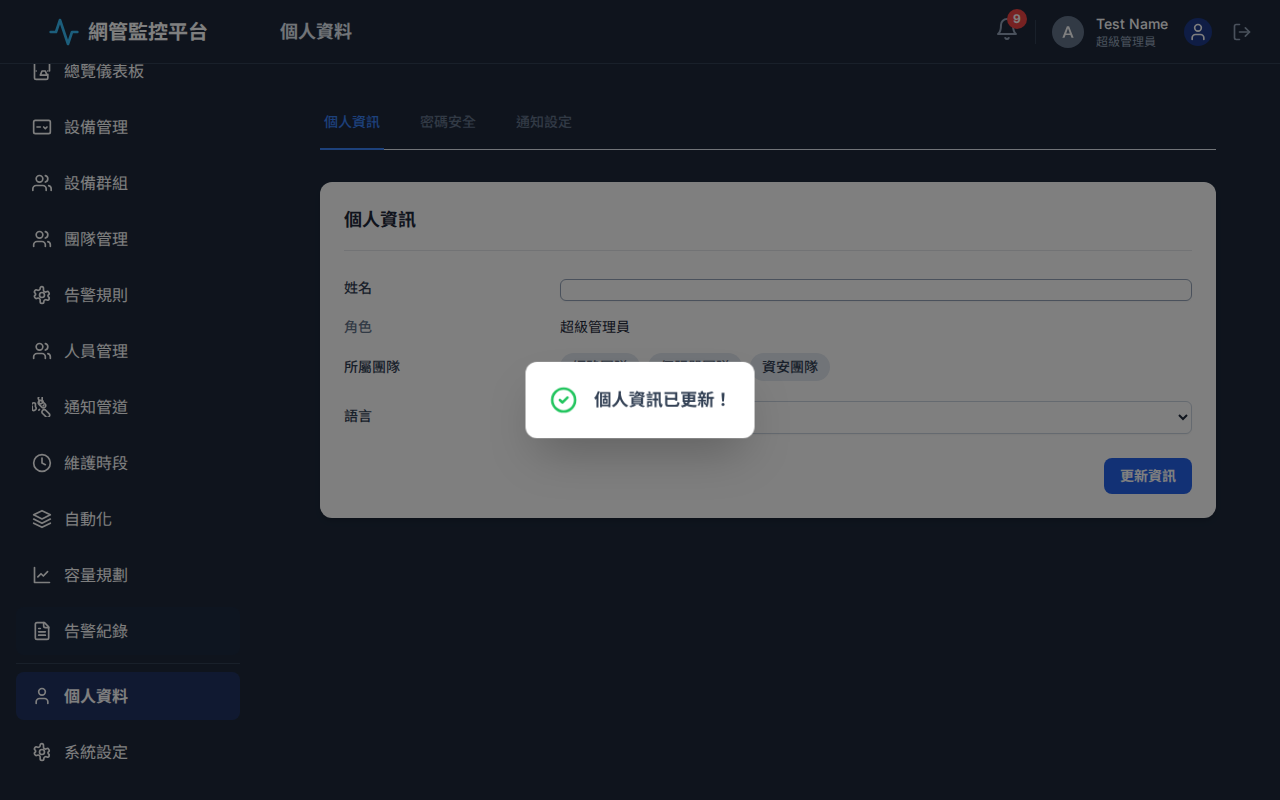 網管監控平台
個人資料
9
A
Test Name
超級管理員
總覽儀表板
設備管理
設備群組
團隊管理
告警規則
人員管理
通知管道
維護時段
自動化
容量規劃
告警紀錄
個人資料
系統設定
個人資訊
密碼安全
通知設定
個人資訊
姓名
角色
超級管理員
所屬團隊
資安團隊
語言
個人資訊已更新！
更新資訊